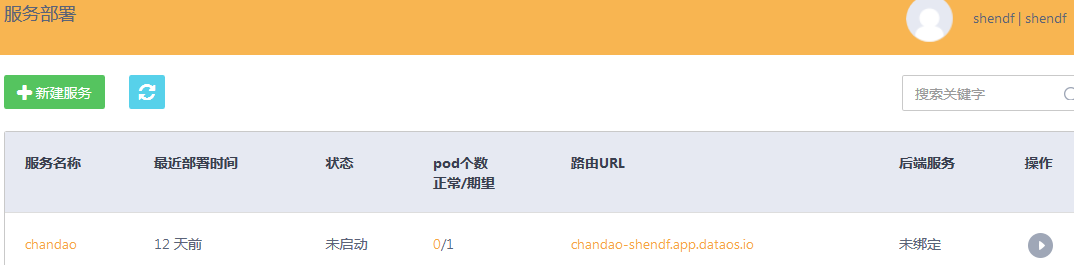 服务部署
shendf | shendf
新建服务
搜索关键字
服务名称 最近部署时间 状态 pod个数 路由URL 后端服务 操作
正常/期望
chandao 12 天前 未启动 0/1 chandao-shendf.app.dataos.io 未绑定